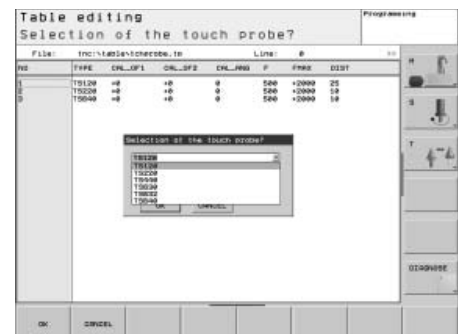 Table editing
Programming
Selection of the touch probe?
File: tnc:\table\tchprobe.tp Line: 0
NO TYPE CAL_OF1 CAL_OF2 CAL_ANG F FMAX DIST
1 TS120 +0 +0 0 500 +2000 25
2 TS220 +0 +0 0 500 +2000 10
3 TS640 +0 +0 0 500 +2000 10
Selection of the touch probe?
TS120
TS120
TS220
TS440
TS630
TS632
TS640
OK CANCEL
M
S
T
DIAGNOSE
OK CANCEL